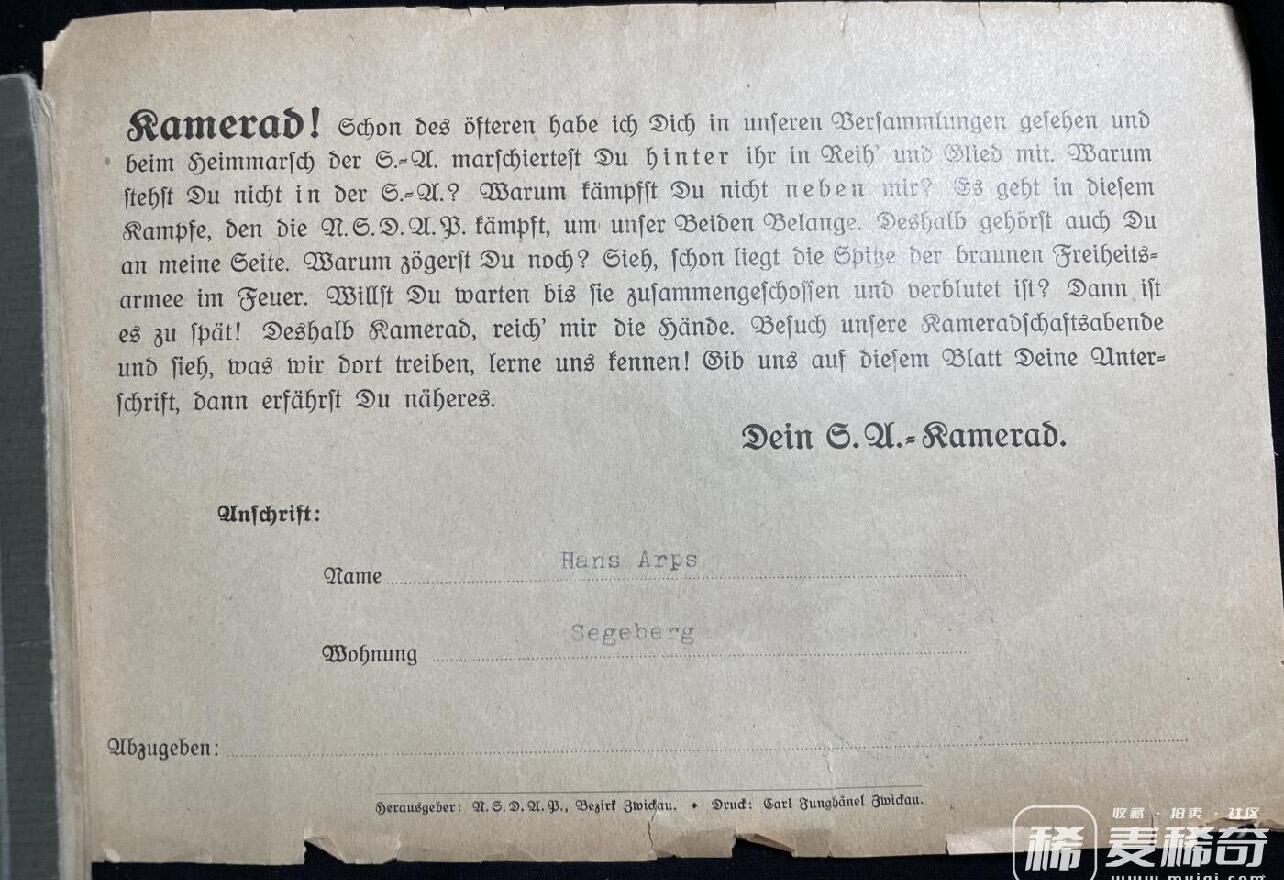 Kamerad! Schon des öfteren habe ich Dich in unseren Versammlungen gesehen und
beim Heimmarsch der S.-A. marschiertest Du hinter ihr in Reih' und Glied mit. Warum
stehst Du nicht in der S.-A.? Warum kämpfst Du nicht neben mir? Es geht in diesem
Kampfe, den die N.S.D.A.P. kämpft, um unser Beiden Belange. Deshalb gehörst auch Du
an meine Seite. Warum zögerst Du noch? Sieh, schon liegt die Spitze der braunen Freiheits-
armee im Feuer. Willst Du warten bis sie zusammengeschossen und verblutet ist? Dann ist
es zu spät! Deshalb Kamerad, reich' mir die Hände. Besuch unsere Kameradschaftsabende
und sieh, was wir dort treiben, lerne uns kennen! Gib uns auf diesem Blatt Deine Unter-
schrift, dann erfährst Du näheres.
Dein S.A.-Kamerad.
Anschrift:
Name Hans Arps
Wohnung Segeberg
Abzugeben:
Herausgeber: N.S.D.A.P., Bezirk Zwickau. • Druck: Carl Junghänel Zwickau.
收藏 · 拍卖 · 社区
稀 麦稀奇
www.myiqi.com